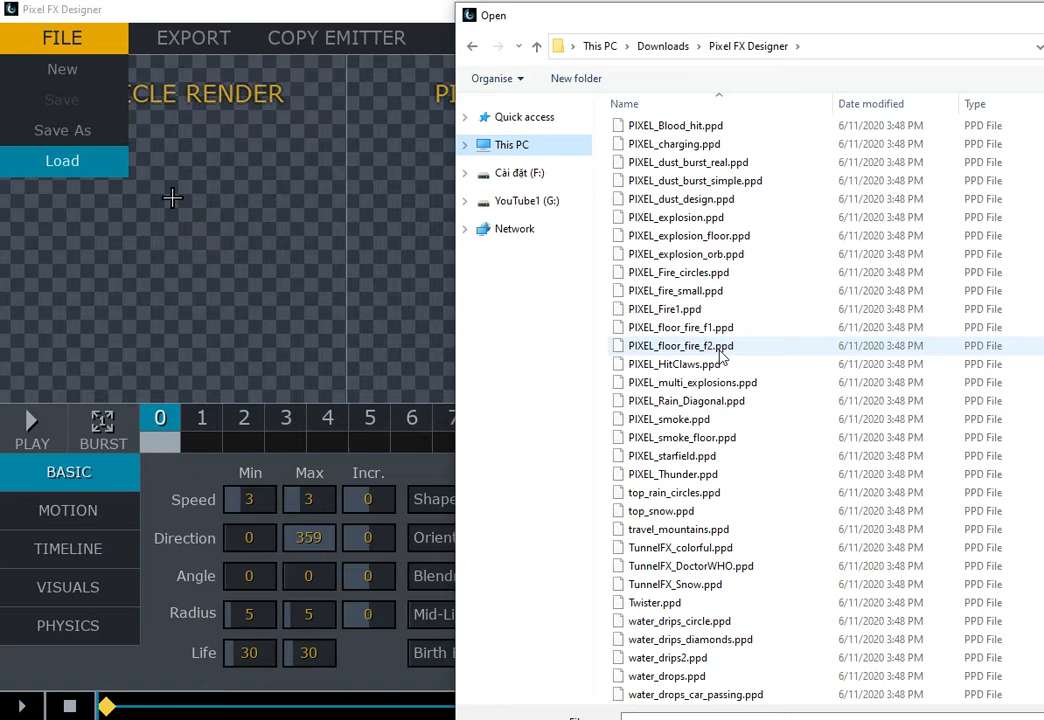 Pixel FX Designer
FILE EXPORT COPY EMITTER
New
Save
Save As
Load
CLE RENDER
BURST
PLAY
0 1 2 3 4 5 6 7
BASIC
MOTION
TIMELINE
VISUALS
PHYSICS
Min Max Incr.
Speed 3 3 0 Shape
Direction 0 359 0 Orien
Angle 0 0 0 Blend
Radius 5 5 0 Mid-Li
Life 30 30 Birth
Open
This PC > Downloads > Pixel FX Designer >
Organise New folder
Quick access
This PC
Cài đặt (F:)
YouTube1 (G:)
Network
Name Date modified Type
PIXEL_Blood_hit.ppd 6/11/2020 3:48 PM PPD File
PIXEL_charging.ppd 6/11/2020 3:48 PM PPD File
PIXEL_dust_burst_real.ppd 6/11/2020 3:48 PM PPD File
PIXEL_dust_burst_simple.ppd 6/11/2020 3:48 PM PPD File
PIXEL_dust_design.ppd 6/11/2020 3:48 PM PPD File
PIXEL_explosion.ppd 6/11/2020 3:48 PM PPD File
PIXEL_explosion_floor.ppd 6/11/2020 3:48 PM PPD File
PIXEL_explosion_orb.ppd 6/11/2020 3:48 PM PPD File
PIXEL_Fire_circles.ppd 6/11/2020 3:48 PM PPD File
PIXEL_fire_small.ppd 6/11/2020 3:48 PM PPD File
PIXEL_Fire1.ppd 6/11/2020 3:48 PM PPD File
PIXEL_floor_fire_f1.ppd 6/11/2020 3:48 PM PPD File
PIXEL_floor_fire_f2.ppd 6/11/2020 3:48 PM PPD File
PIXEL_HitClaws.ppd 6/11/2020 3:48 PM PPD File
PIXEL_multi_explosions.ppd 6/11/2020 3:48 PM PPD File
PIXEL_Rain_Diagonal.ppd 6/11/2020 3:48 PM PPD File
PIXEL_smoke.ppd 6/11/2020 3:48 PM PPD File
PIXEL_smoke_floor.ppd 6/11/2020 3:48 PM PPD File
PIXEL_starfield.ppd 6/11/2020 3:48 PM PPD File
PIXEL_Thunder.ppd 6/11/2020 3:48 PM PPD File
top_rain_circles.ppd 6/11/2020 3:48 PM PPD File
top_snow.ppd 6/11/2020 3:48 PM PPD File
travel_mountains.ppd 6/11/2020 3:48 PM PPD File
TunnelFX_colorful.ppd 6/11/2020 3:48 PM PPD File
TunnelFX_DoctorWHO.ppd 6/11/2020 3:48 PM PPD File
TunnelFX_Snow.ppd 6/11/2020 3:48 PM PPD File
Twister.ppd 6/11/2020 3:48 PM PPD File
water_drips_circle.ppd 6/11/2020 3:48 PM PPD File
water_drips_diamonds.ppd 6/11/2020 3:48 PM PPD File
water_drips2.ppd 6/11/2020 3:48 PM PPD File
water_drops.ppd 6/11/2020 3:48 PM PPD File
water_drops_car_passing.ppd 6/11/2020 3:48 PM PPD File